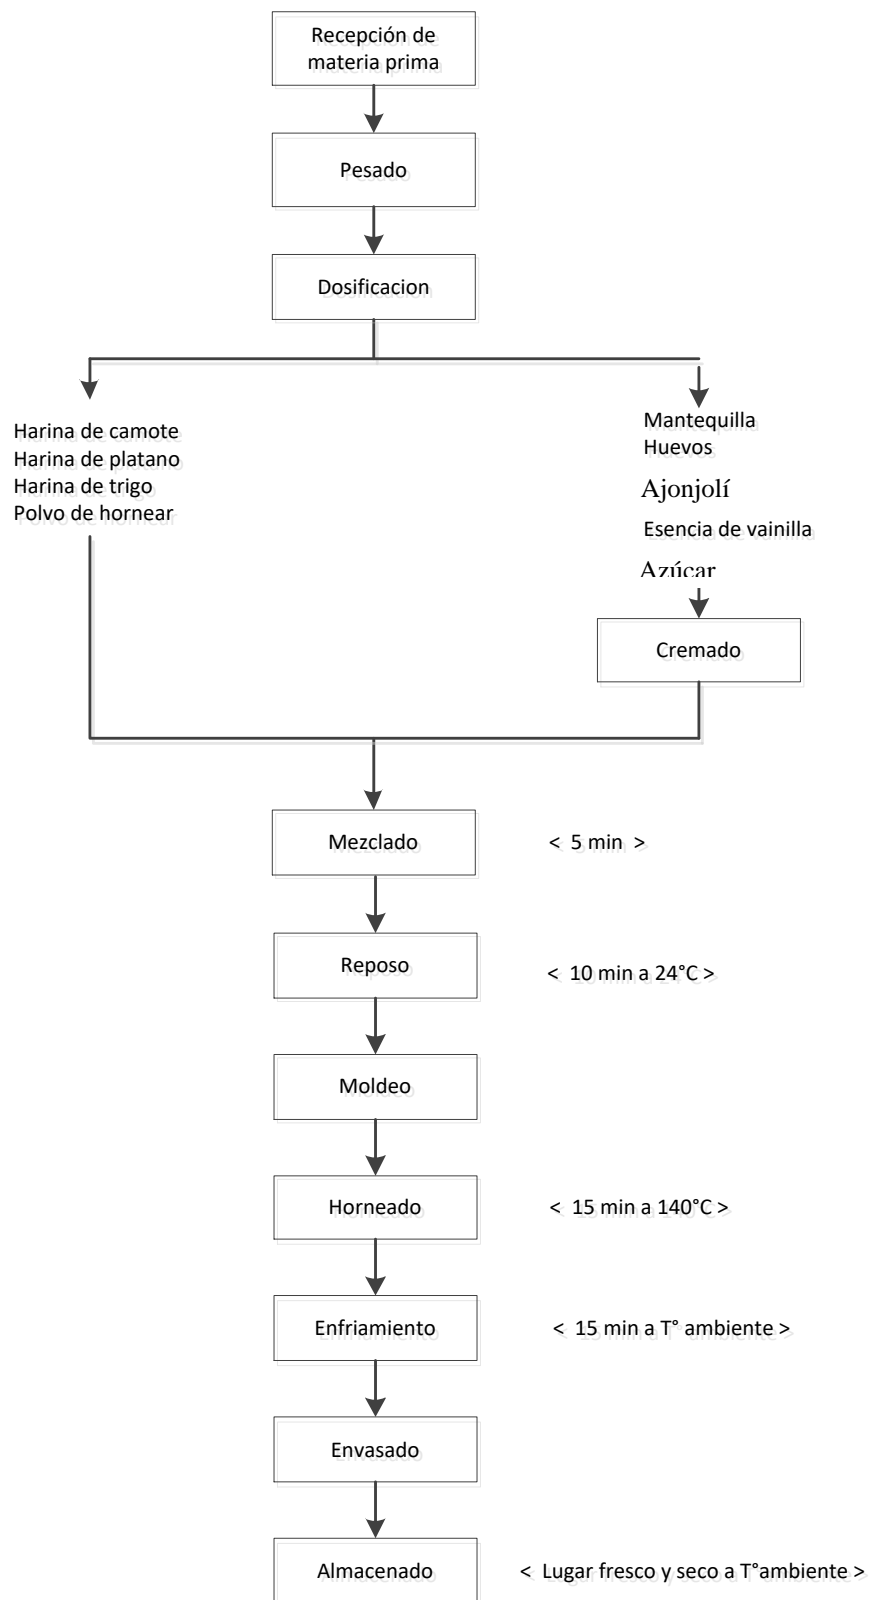 Recepción de
materia prima
Pesado
Dosificacion
Harina de camote
Harina de platano
Harina de trigo
Polvo de hornear
Mantequilla
Huevos
Ajonjolí
Esencia de vainilla
Azúcar
Cremado
Mezclado
< 5 min >
Reposo
< 10 min a 24°C >
Moldeo
Horneado
< 15 min a 140°C >
Enfriamiento
< 15 min a T° ambiente >
Envasado
Almacenado
< Lugar fresco y seco a T°ambiente >